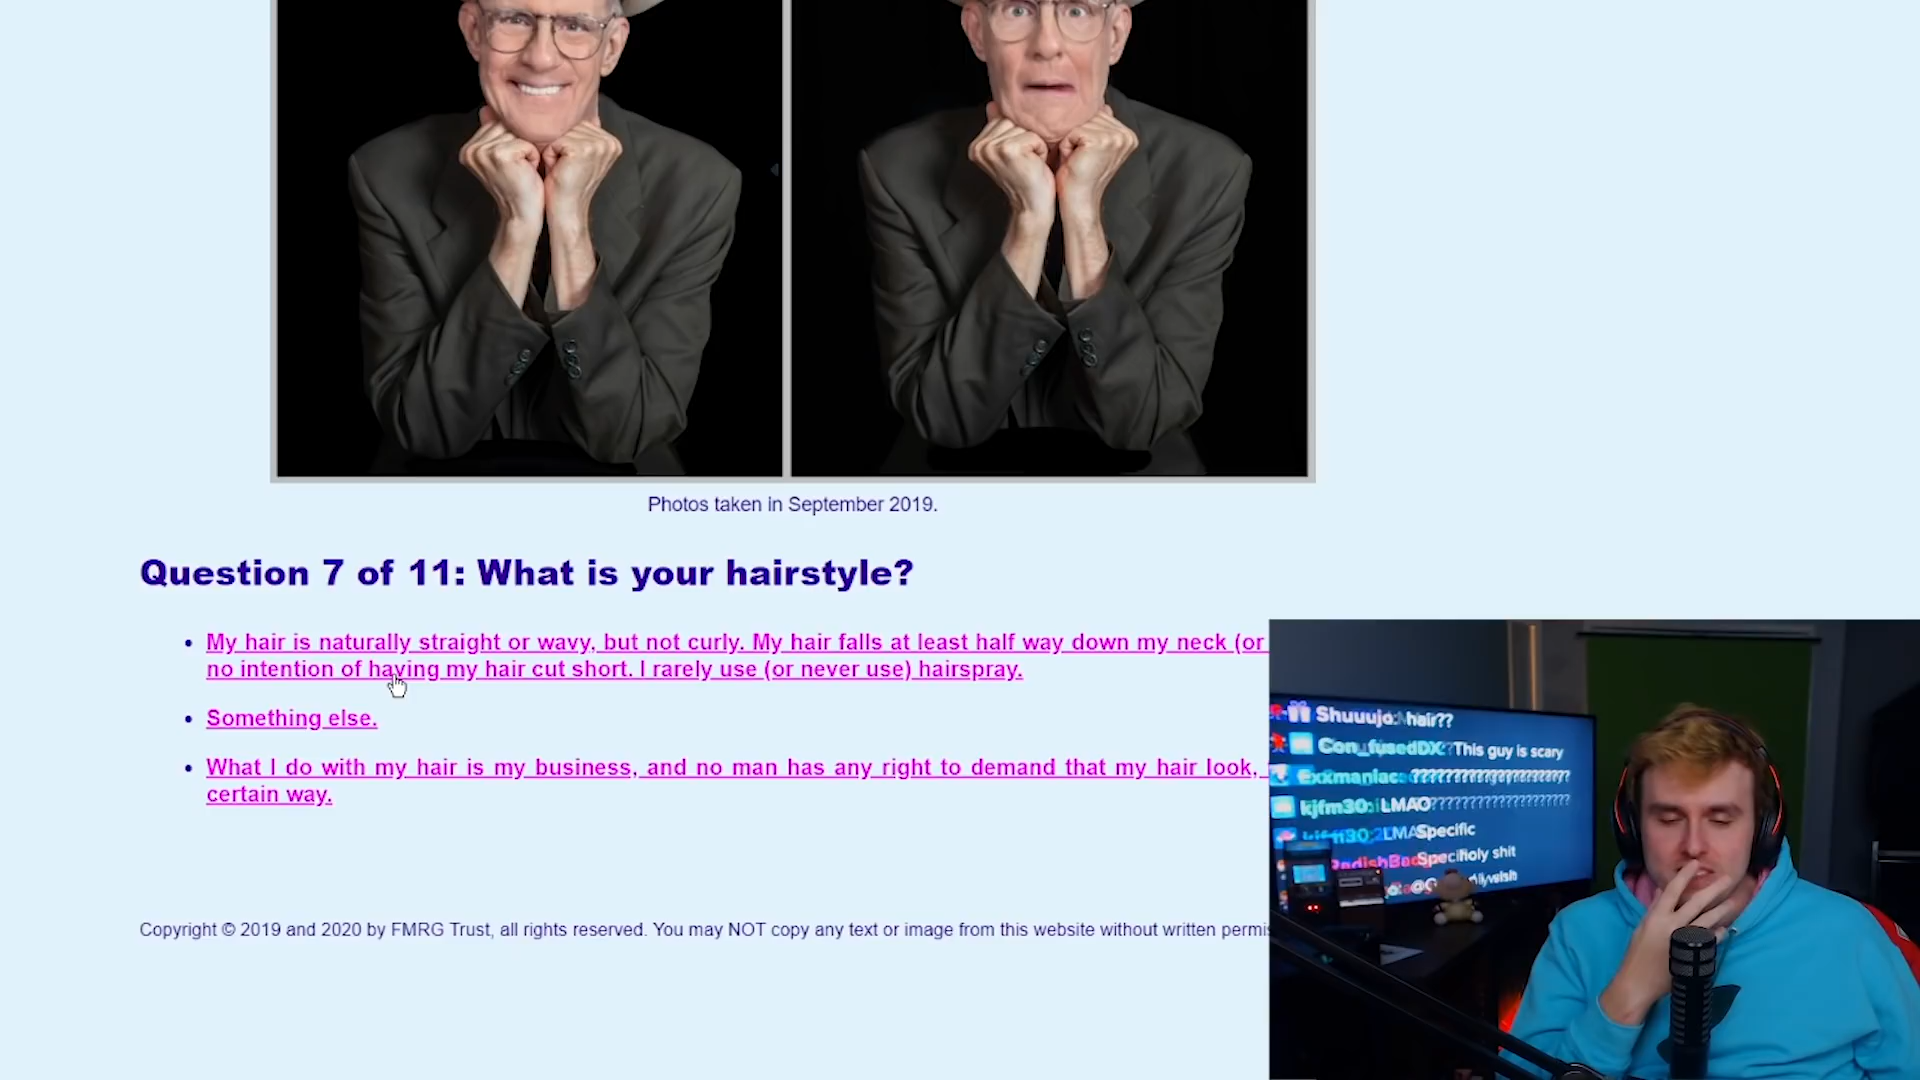 Photos taken in September 2019.
Question 7 of 11: What is your hairstyle?
My hair is naturally straight or wavy, but not curly. My hair falls at least half way down my neck (or
no intention of having my hair cut short. I rarely use (or never use) hairspray.
Something else.
What I do with my hair is my business, and no man has any right to demand that my hair look,
certain way.
Shuuujo: hair??
Con_fusedDX: This guy is scary
Exxmaniac: ??????????????????????
kjfm30: LMAO
Specific
holy shit
Copyright © 2019 and 2020 by FMRG Trust, all rights reserved. You may NOT copy any text or image from this website without written